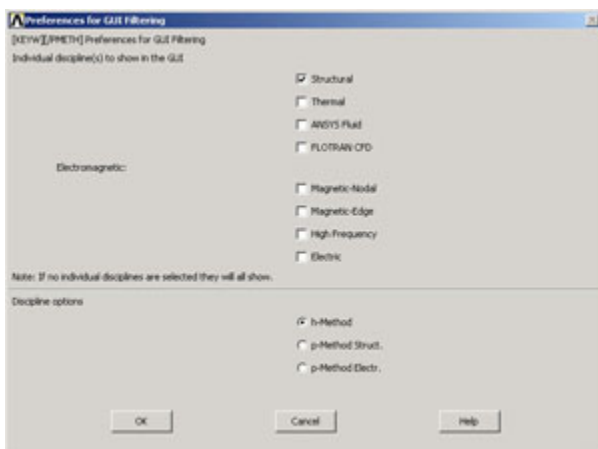 Preferences for GUI Filtering
[KEYW][/PMETH] Preferences for GUI Filtering
Individual discipline(s) to show in the GUI
Structural
Thermal
ANSYS Fluid
FLOTRAN CFD
Electromagnetic:
Magnetic-Nodal
Magnetic-Edge
High Frequency
Electric
Note: If no individual disciplines are selected they will all show.
Discipline options
h-Method
p-Method Struct.
p-Method Electr.
OK Cancel Help